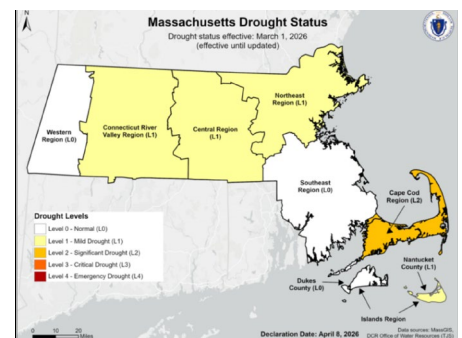 N
Massachusetts Drought Status
Drought status effective: March 1, 2026
(effective until updated)
Northeast
Region (L1)
Western
Region (L0)
Connecticut River
Valley Region (L1)
Central Region
(L1)
Southeast
Region (L0)
Cape Cod
Region (L2)
Drought Levels
Level 0 - Normal (L0)
Level 1 - Mild Drought (L1)
Level 2 - Significant Drought (L2)
Level 3 - Critical Drought (L3)
Level 4 - Emergency Drought (L4)
Nantucket
County (L1)
Dukes
County (L0)
Islands Region
0 10 20
Miles
Declaration Date: April 8, 2026
Data sources: MassGIS,
DCR Office of Water Resources (TJS)